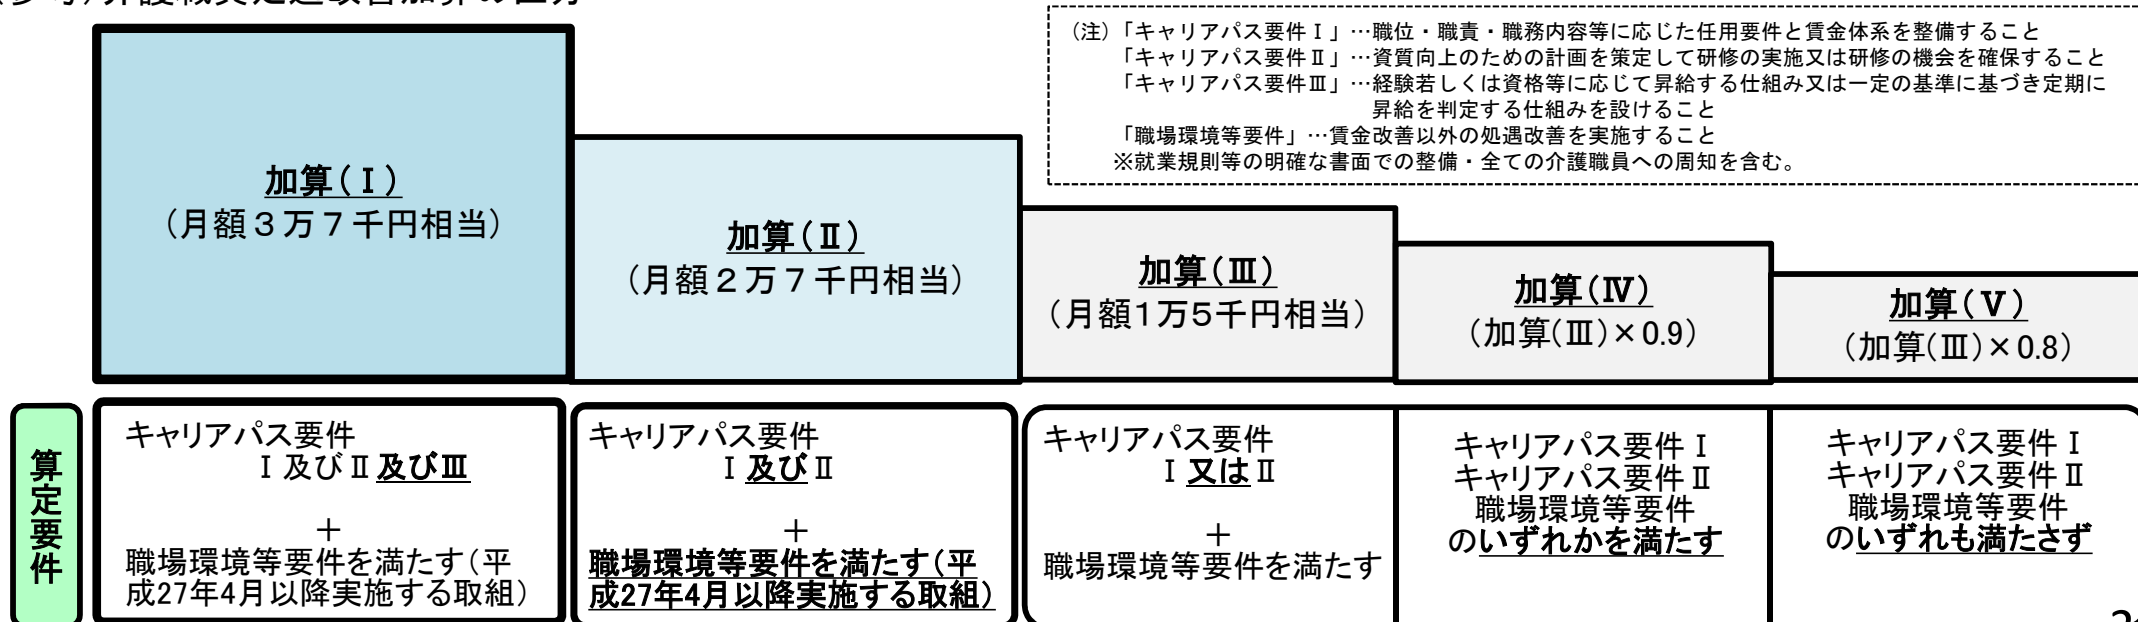 (注)「キャリアパス要件Ⅰ」…職位・職責・職務内容等に応じた任用要件と賃金体系を整備すること
「キャリアパス要件Ⅱ」…資質向上のための計画を策定して研修の実施又は研修の機会を確保すること
「キャリアパス要件Ⅲ」…経験若しくは資格等に応じて昇給する仕組み又は一定の基準に基づき定期に
昇給を判定する仕組みを設けること
「職場環境等要件」…賃金改善以外の処遇改善を実施すること
※就業規則等の明確な書面での整備・全ての介護職員への周知を含む。
加算(Ⅰ)
(月額３万７千円相当)
加算(Ⅱ)
(月額２万７千円相当)
加算(Ⅲ)
(月額1万5千円相当)
加算(Ⅳ)
(加算(Ⅲ)×0.9)
加算(Ⅴ)
(加算(Ⅲ)×0.8)
算定要件
キャリアパス要件
Ⅰ及びⅡ及びⅢ
＋
職場環境等要件を満たす(平
成27年4月以降実施する取組)
キャリアパス要件
Ⅰ及びⅡ
＋
職場環境等要件を満たす(平
成27年4月以降実施する取組)
キャリアパス要件
Ⅰ又はⅡ
＋
職場環境等要件を満たす
キャリアパス要件Ⅰ
キャリアパス要件Ⅱ
職場環境等要件
のいずれかを満たす
キャリアパス要件Ⅰ
キャリアパス要件Ⅱ
職場環境等要件
のいずれも満たさず